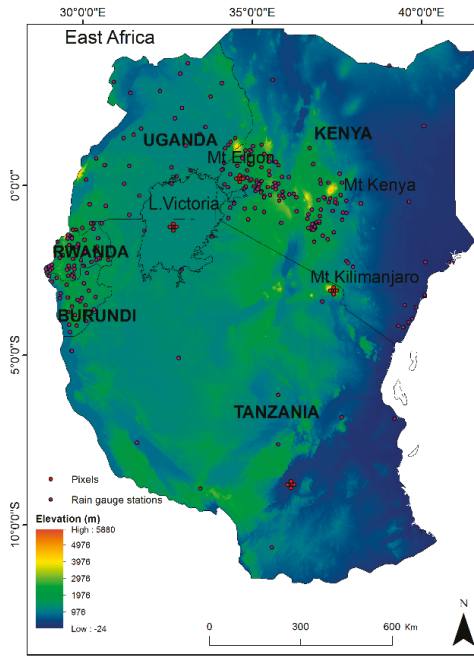 30°0'0"E 35°0'0"E 40°0'0"E
East Africa
UGANDA
KENYA
Mt Elgon
0°0'0"
Mt Kenya
L.Victoria
RWANDA
Mt Kilimanjaro
BURUNDI
5°0'0"S
TANZANIA
Pixels
Rain gauge stations
Elevation (m)
High : 5880
4976
3976
2976
1976
976
Low : -24
10°0'0"S
N
0 300 600 Km